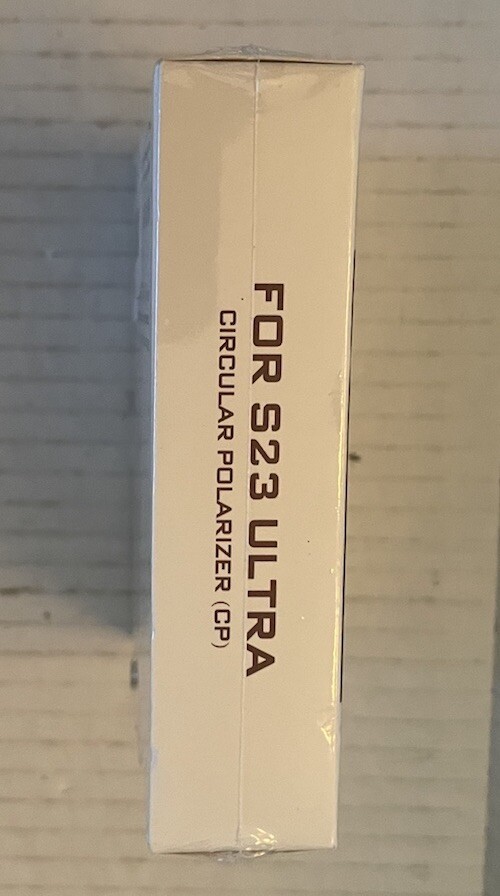 FOR S23 ULTRA
CIRCULAR POLARIZER (CP)